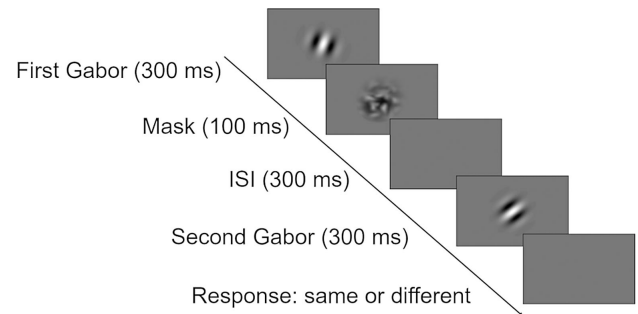 First Gabor (300 ms)
Mask (100 ms)
ISI (300 ms)
Second Gabor (300 ms)
Response: same or different